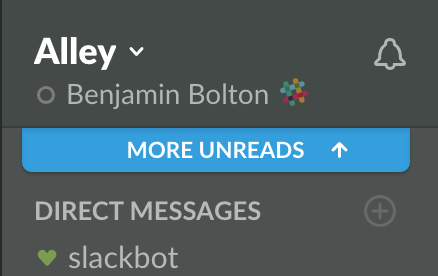 Alley
Benjamin Bolton
MORE UNREADS
DIRECT MESSAGES
slackbot